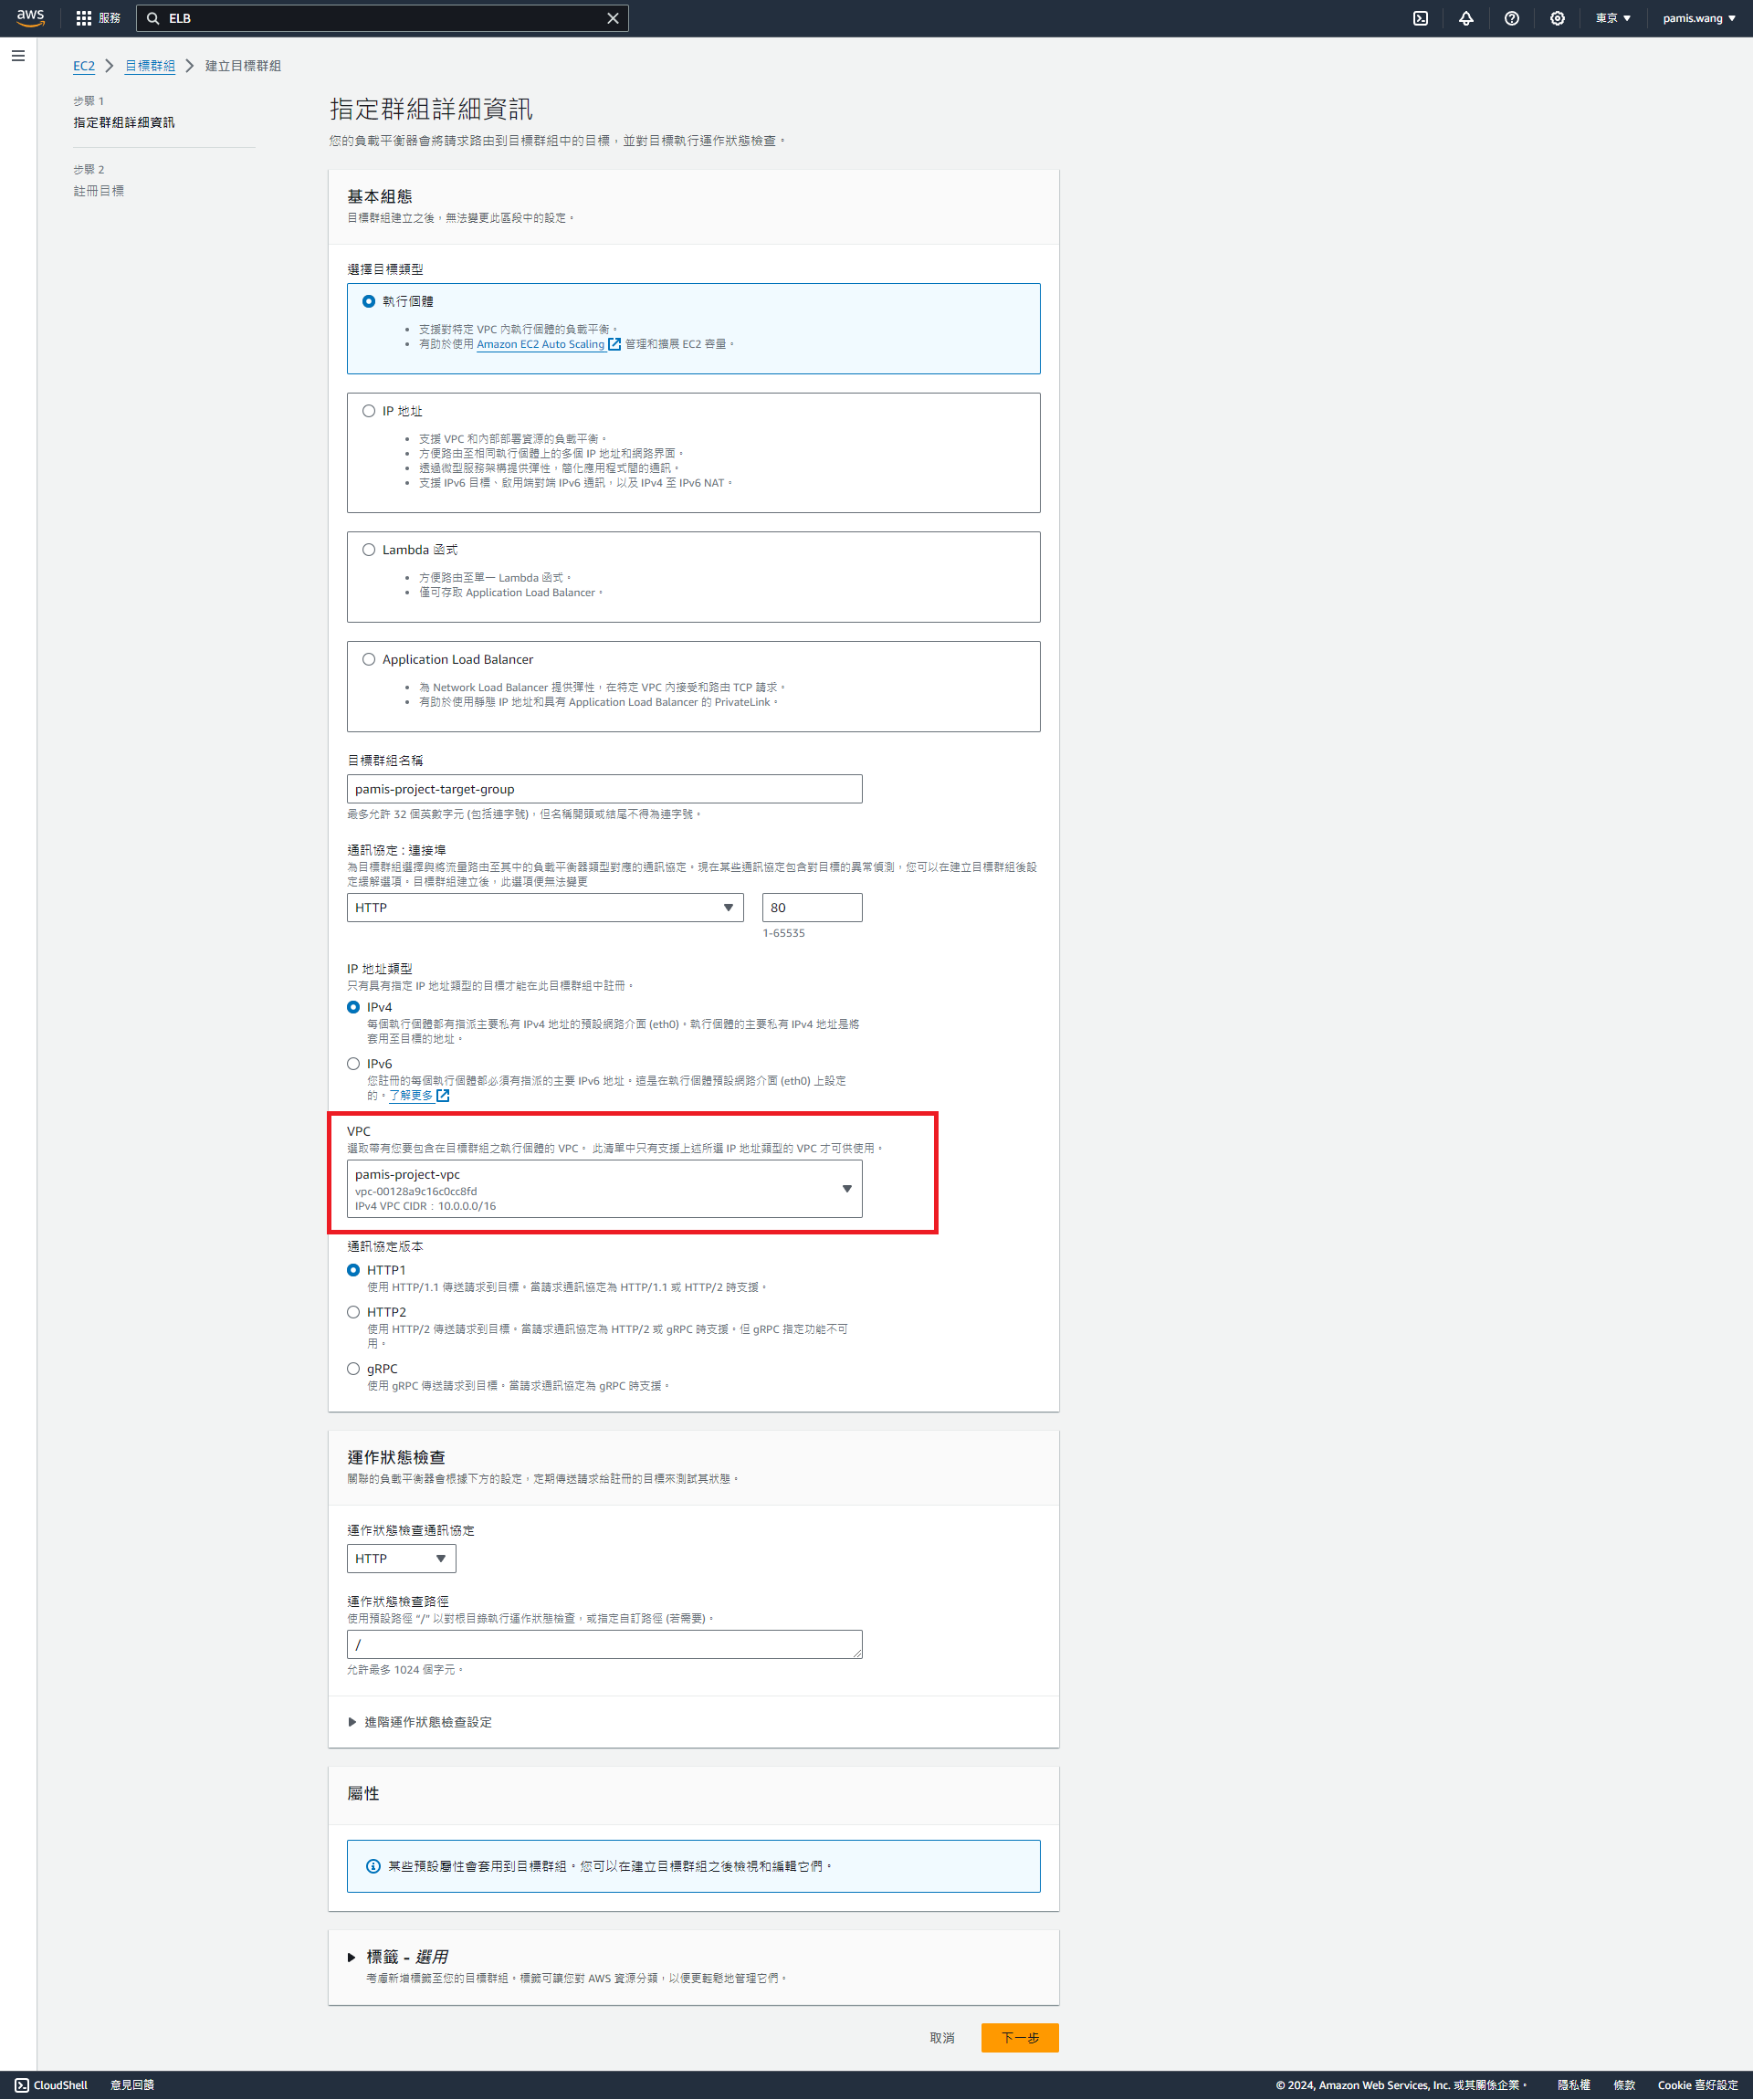 aws
服務
ELB
東京
pamis.wang
EC2
目標群組
建立目標群組
步驟 1
指定群組詳細資訊
步驟 2
註冊目標
指定群組詳細資訊
您的負載平衡器會將請求路由到目標群組中的目標，並對目標執行運作狀態檢查。
基本組態
目標群組建立之後，無法變更此區段中的設定。
選擇目標類型
執行個體
支援對特定 VPC 內執行個體的負載平衡。
有助於使用 Amazon EC2 Auto Scaling 管理和擴展 EC2 容量。
IP 地址
支援 VPC 和內部部署資源的負載平衡。
方便路由至相同執行個體上的多個 IP 地址和網路界面。
透過微型服務架構提供彈性，簡化應用程式間的通訊。
支援 IPv6 目標、啟用端對端 IPv6 通訊，以及 IPv4 至 IPv6 NAT。
Lambda 函式
方便路由至單一 Lambda 函式。
僅可存取 Application Load Balancer。
Application Load Balancer
為 Network Load Balancer 提供彈性，在特定 VPC 內接受和路由 TCP 請求。
有助於使用靜態 IP 地址和具有 Application Load Balancer 的 PrivateLink。
目標群組名稱
pamis-project-target-group
最多允許 32 個英數字元 (包括連字號)，但名稱開頭或結尾不得為連字號。
通訊協定 : 連接埠
為目標群組選擇與將流量路由至其中的負載平衡器類型對應的通訊協定。現在某些通訊協定包含對目標的異常偵測，您可以在建立目標群組後設
定緩解選項。目標群組建立後，此選項便無法變更
HTTP
80
1-65535
IP 地址類型
只有具有指定 IP 地址類型的目標才能在此目標群組中註冊。
IPv4
每個執行個體都有指派主要私有 IPv4 地址的預設網路介面 (eth0)。執行個體的主要私有 IPv4 地址是將
套用至目標的地址。
IPv6
您註冊的每個執行個體都必須有指派的主要 IPv6 地址。這是在執行個體預設網路介面 (eth0) 上設定
的。了解更多
VPC
選取帶有您要包含在目標群組之執行個體的 VPC。 此清單中只有支援上述所選 IP 地址類型的 VPC 才可供使用。
pamis-project-vpc
vpc-00128a9c16c0cc8fd
IPv4 VPC CIDR：10.0.0.0/16
通訊協定版本
HTTP1
使用 HTTP/1.1 傳送請求到目標。當請求通訊協定為 HTTP/1.1 或 HTTP/2 時支援。
HTTP2
使用 HTTP/2 傳送請求到目標。當請求通訊協定為 HTTP/2 或 gRPC 時支援。但 gRPC 指定功能不可
用。
gRPC
使用 gRPC 傳送請求到目標。當請求通訊協定為 gRPC 時支援。
運作狀態檢查
關聯的負載平衡器會根據下方的設定，定期傳送請求給註冊的目標來測試其狀態。
運作狀態檢查通訊協定
HTTP
運作狀態檢查路徑
使用預設路徑 “/” 以對根目錄執行運作狀態檢查，或指定自訂路徑 (若需要)。
/
允許最多 1024 個字元。
進階運作狀態檢查設定
屬性
某些預設屬性會套用到目標群組。您可以在建立目標群組之後檢視和編輯它們。
標籤 - 選用
考慮新增標籤至您的目標群組。標籤可讓您對 AWS 資源分類，以便更輕鬆地管理它們。
取消
下一步
CloudShell
意見回饋
© 2024, Amazon Web Services, Inc. 或其關係企業。
隱私權
條款
Cookie 喜好設定